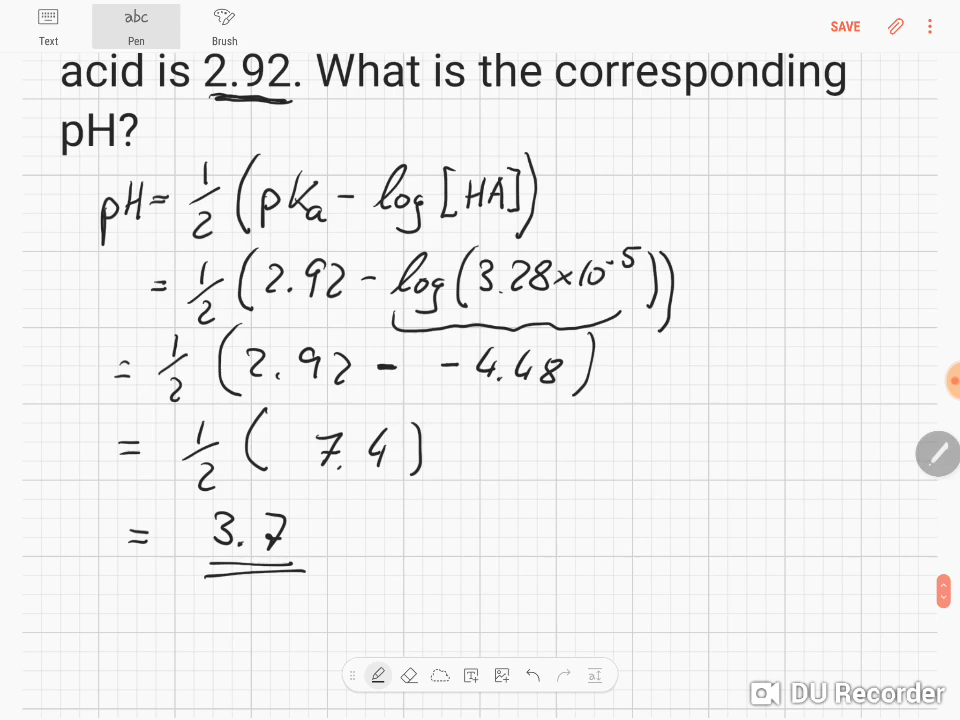 Text
abc
Pen
Brush
SAVE
acid is 2.92. What is the corresponding
pH?
pH = 1/2 (pKa - log [HA])
= 1/2 (2.92 - log (3.28 × 10^-5))
= 1/2 (2.92 - - 4.48)
= 1/2 ( 7.4 )
= 3.7
DU Recorder